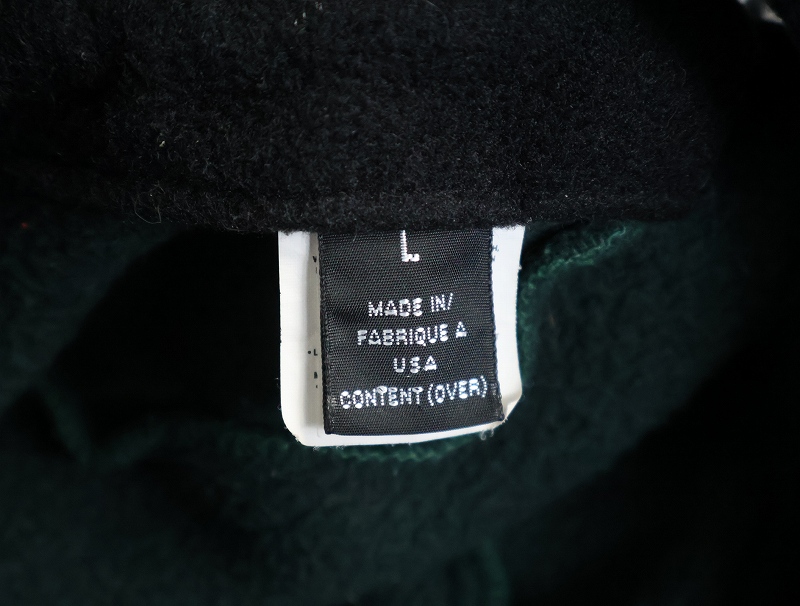 L
MADE IN/
FABRIQUE A
USA
CONTENT (OVER)